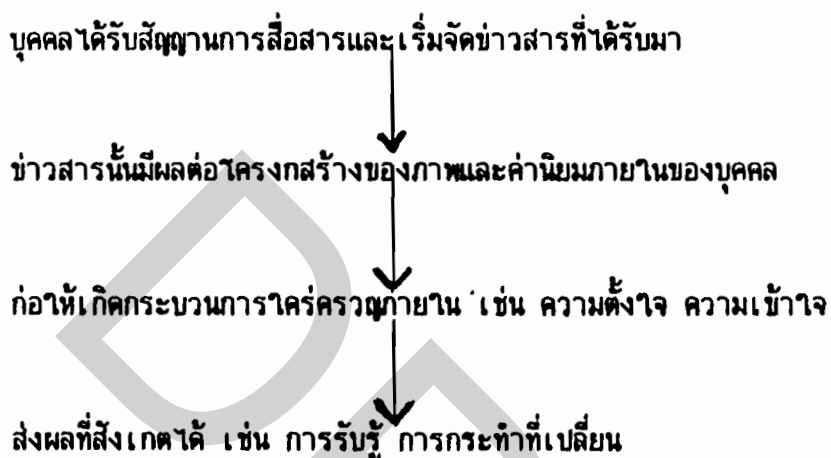 บุคคลได้รับสัญญานการสื่อสารและเริ่มจัดข่าวสารที่ได้รับมา
ข่าวสารนั้นมีผลต่อโครงกสร้างของภาพและค่านิยมภายในของบุคคล
ก่อให้เกิดกระบวนการใคร่ครวญภายใน เช่น ความตั้งใจ ความเข้าใจ
ส่งผลที่สังเกตได้ เช่น การรับรู้ การกระทำที่เปลี่ยน